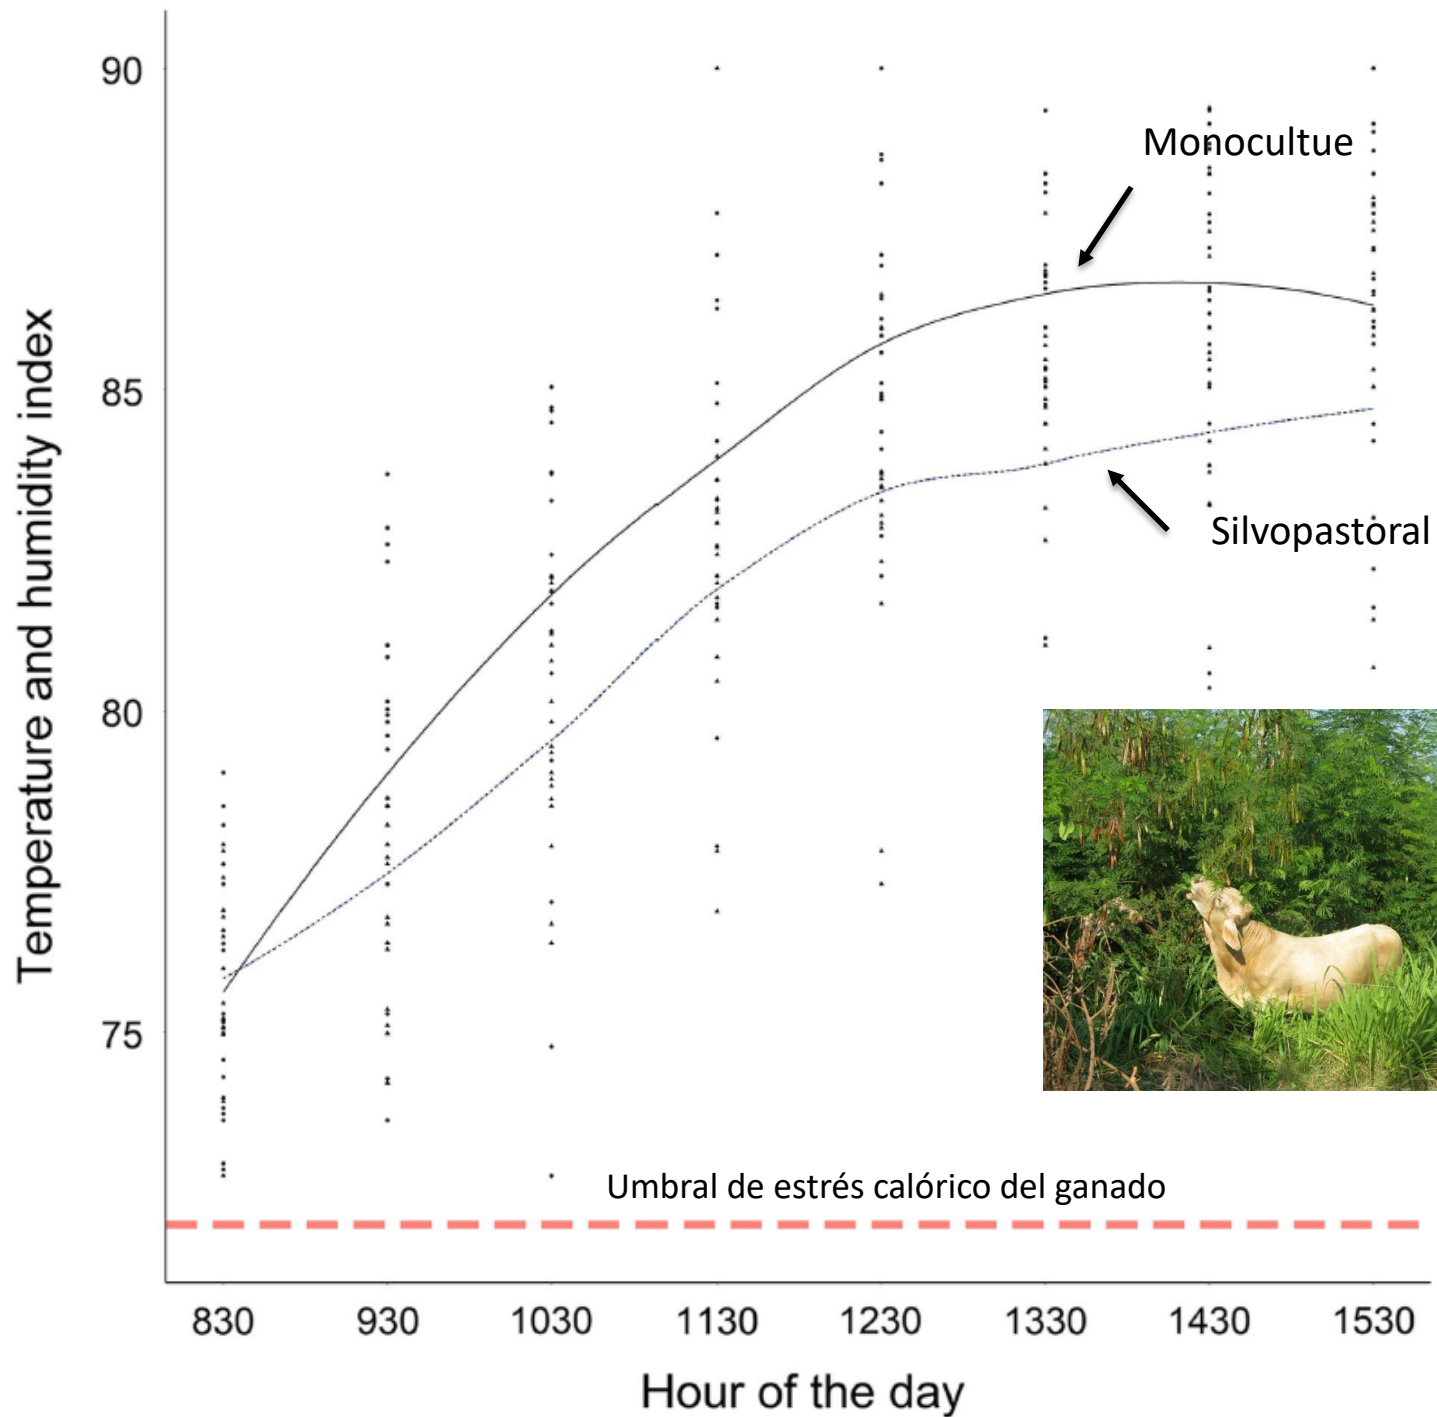 90
85
80
75
Temperature and humidity index
Monocultue
Silvopastoral
Umbral de estrés calórico del ganado
830 930 1030 1130 1230 1330 1430 1530
Hour of the day